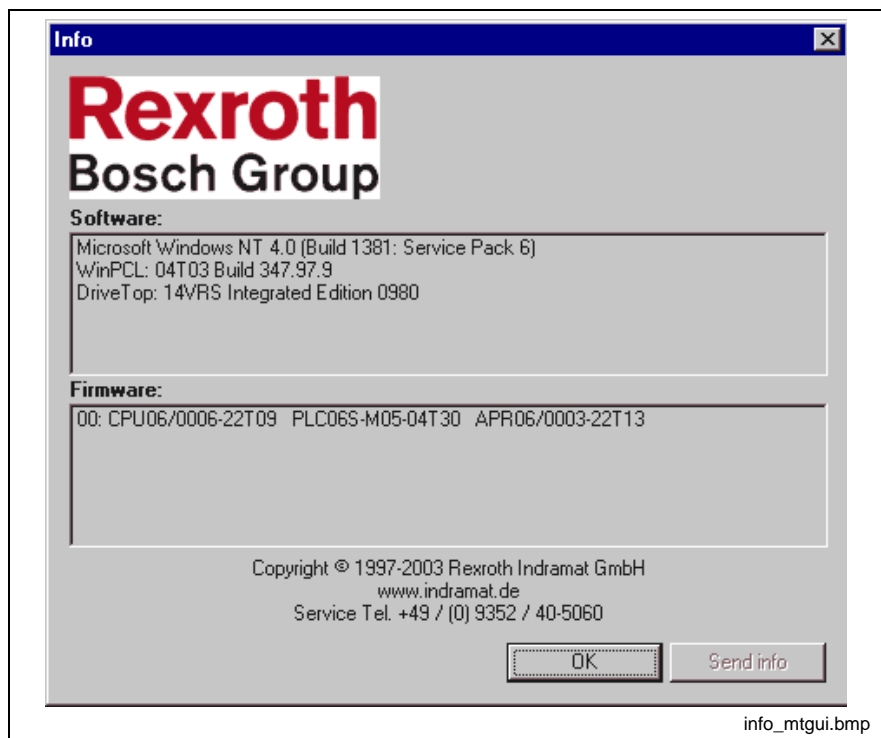 Info
Rexroth
Bosch Group
Software:
Microsoft Windows NT 4.0 (Build 1381: Service Pack 6)
WinPCL: 04T03 Build 347.97.9
DriveTop: 14VRS Integrated Edition 0980
Firmware:
00: CPU06/0006-22T09 PLC06S-M05-04T30 APR06/0003-22T13
Copyright © 1997-2003 Rexroth Indramat GmbH
www.indramat.de
Service Tel. +49 / (0) 9352 / 40-5060
OK Send info
info_mtgui.bmp